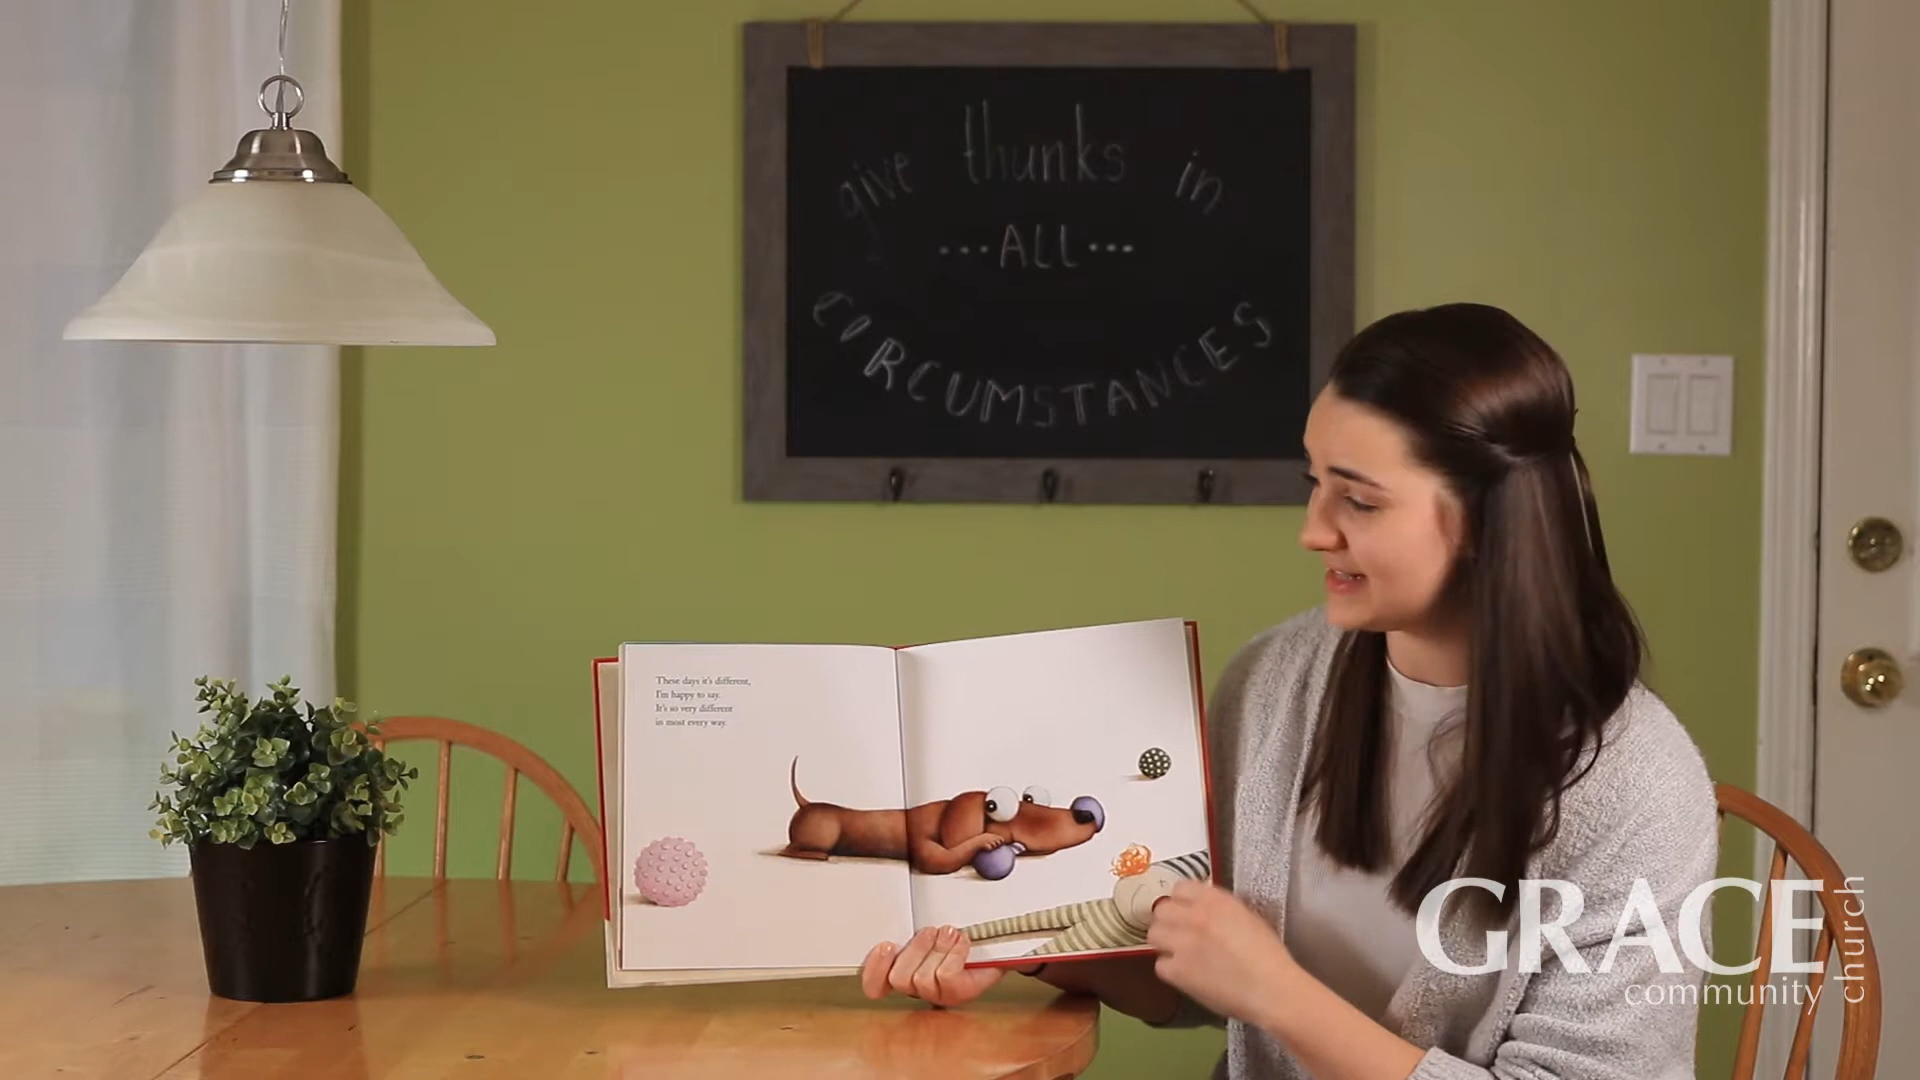 give thunks in
...ALL...
CIRCUMSTANCES
These days it's different,
I'm happy to say.
It's so very different
in most every way.
GRACE
community
church